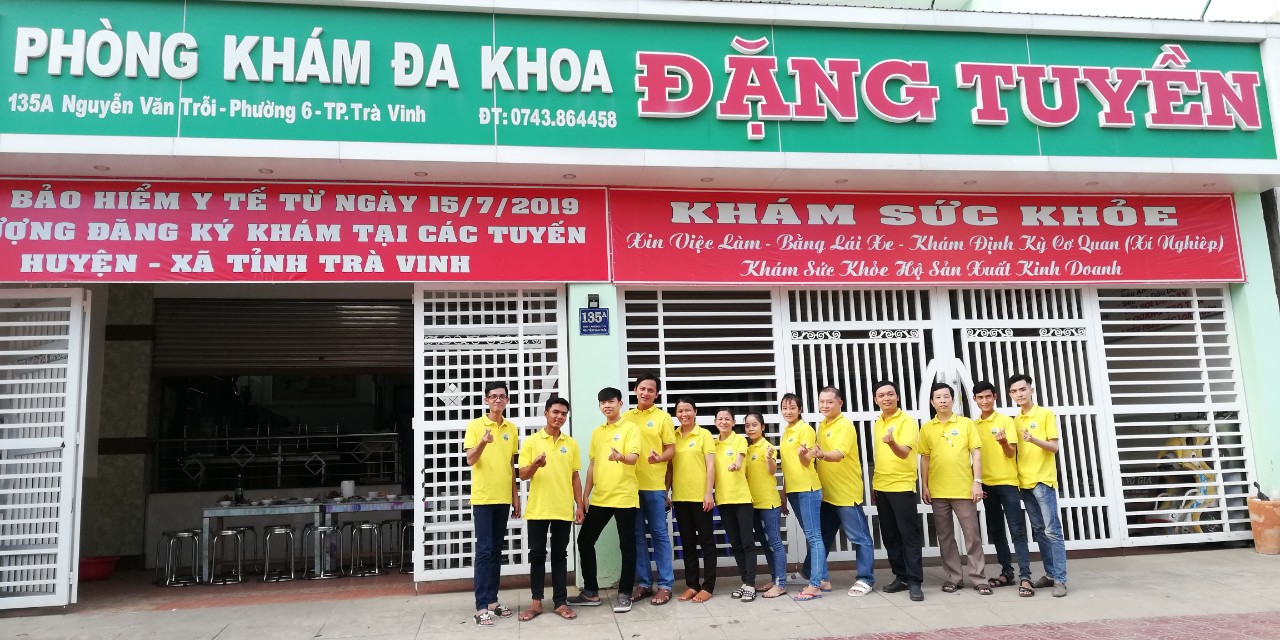 PHÒNG KHÁM ĐA KHOA ĐẶNG TUYỀN
135A Nguyễn Văn Trỗi - Phường 6 - TP. Trà Vinh ĐT: 0743.864458
BẢO HIỂM Y TẾ TỪ NGÀY 15/7/2019
ƯỢNG ĐĂNG KÝ KHÁM TẠI CÁC TUYẾN
HUYỆN - XÃ TỈNH TRÀ VINH
KHÁM SỨC KHỎE
Xin Việc Làm - Bằng Lái Xe - Khám Định Kỳ Cơ Quan (Xí Nghiệp)
Khám Sức Khỏe Hộ Sản Xuất Kinh Doanh
135A